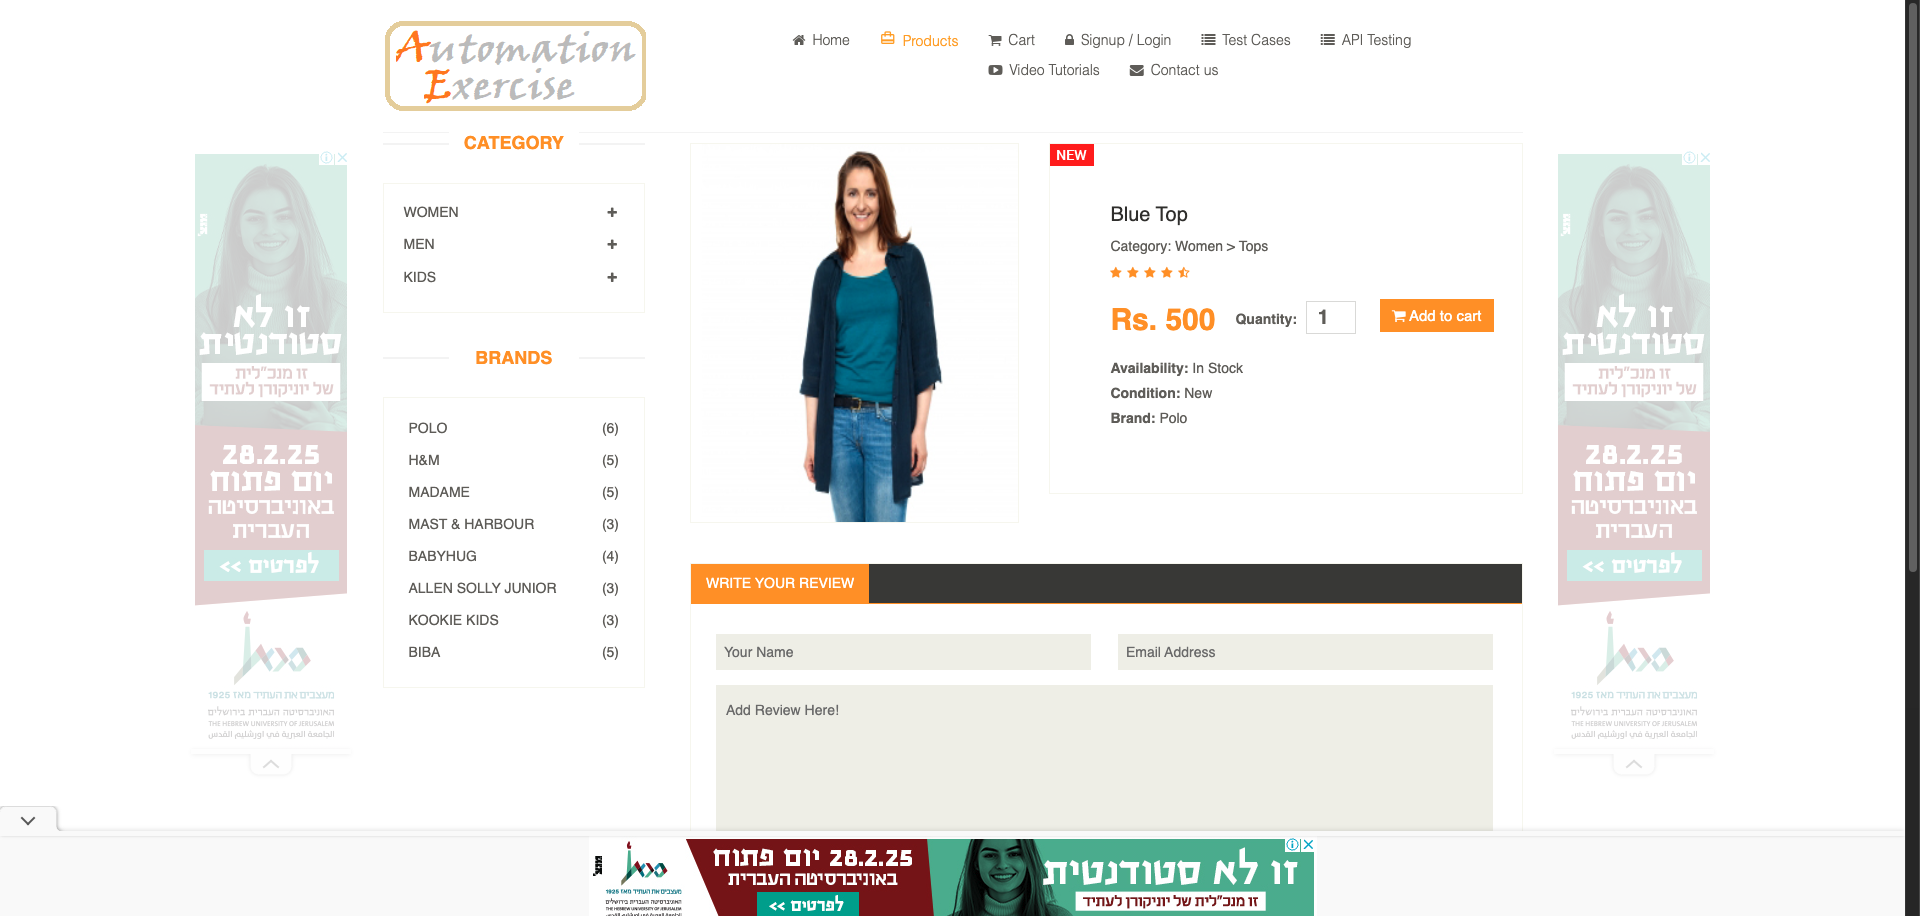 Automation
Exercise
Home
Products
Cart
Signup / Login
Test Cases
API Testing
Video Tutorials
Contact us
CATEGORY
WOMEN
MEN
KIDS
BRANDS
POLO (6)
H&M (5)
MADAME (5)
MAST & HARBOUR (3)
BABYHUG (4)
ALLEN SOLLY JUNIOR (3)
KOOKIE KIDS (3)
BIBA (5)
NEW
Blue Top
Category: Women > Tops
Rs. 500
Quantity: 1
Add to cart
Availability: In Stock
Condition: New
Brand: Polo
WRITE YOUR REVIEW
Your Name
Email Address
Add Review Here!
זו לא
סטודנטית
זו מנכ"לית
של יוניקורן לעתיד
28.2.25
יום פתוח
באוניברסיטה
העברית
לפרטים >>
מעצבים את העתיד מאז 1925
האוניברסיטה העברית בירושלים
THE HEBREW UNIVERSITY OF JERUSALEM
الجامعة العبرية في اورشليم القدس
זו לא
סטודנטית
זו מנכ"לית
של יוניקורן לעתיד
28.2.25
יום פתוח
באוניברסיטה
העברית
לפרטים >>
מעצבים את העתיד מאז 1925
האוניברסיטה העברית בירושלים
THE HEBREW UNIVERSITY OF JERUSALEM
الجامعة العبرية في اورشليم القدس
זו לא סטודנטית
זו מנכ"לית של יוניקורן לעתיד
28.2.25 יום פתוח
באוניברסיטה העברית
לפרטים >>
מעצבים את העתיד מאז 1925
האוניברסיטה העברית בירושלים
THE HEBREW UNIVERSITY OF JERUSALEM